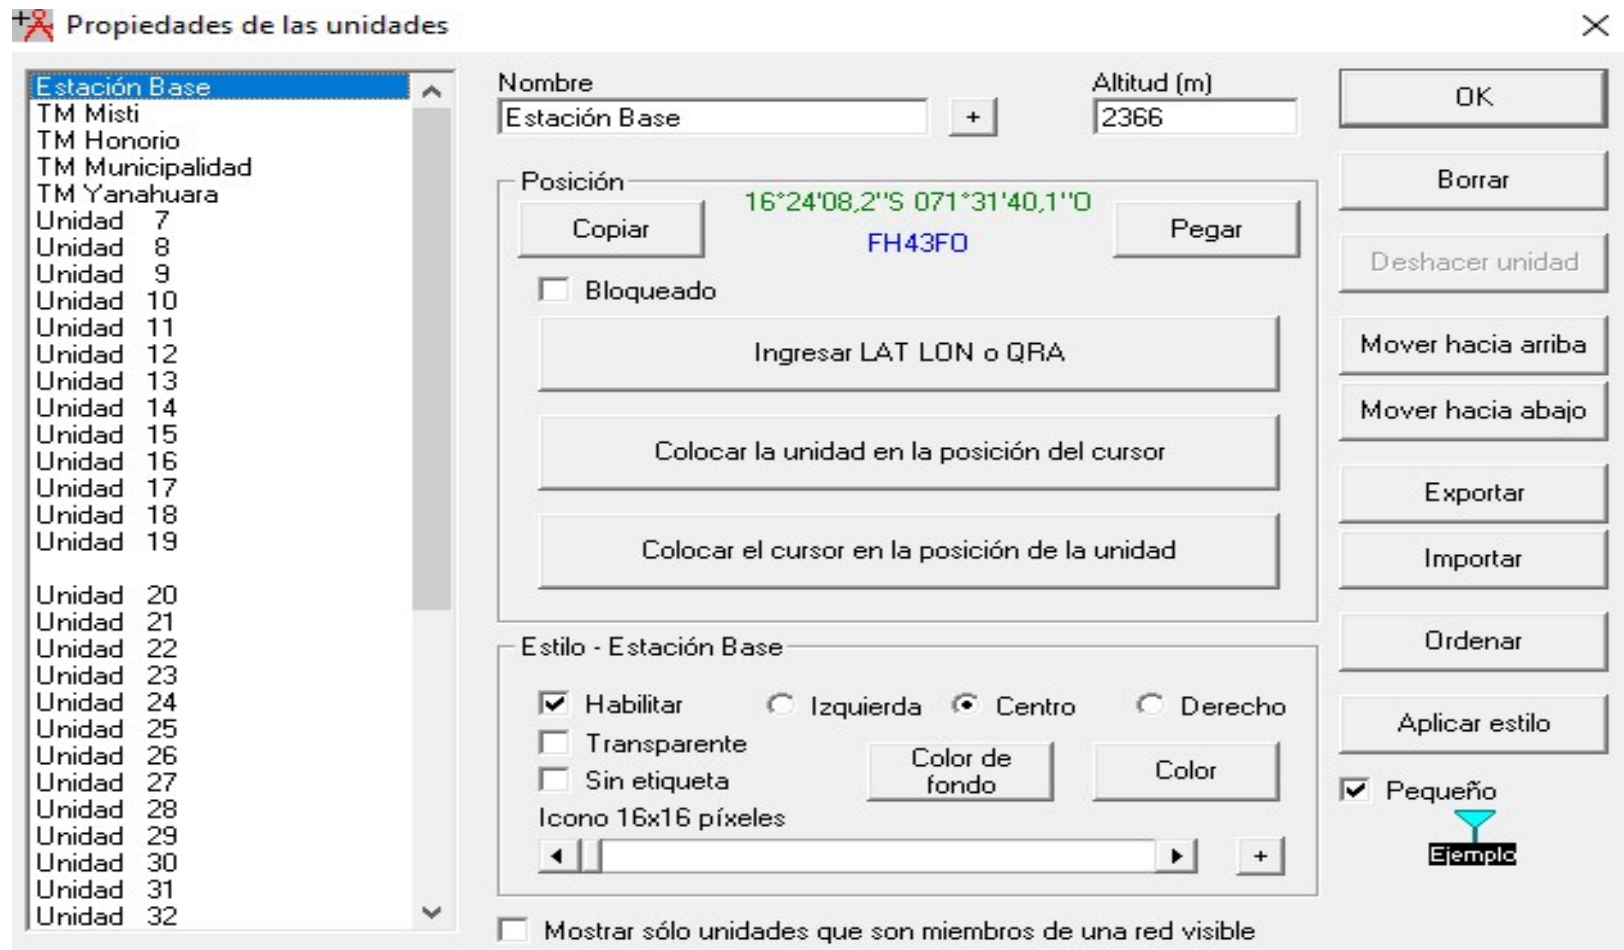 Propiedades de las unidades
Estación Base
TM Misti
TM Honorio
TM Municipalidad
TM Yanahuara
Unidad 7
Unidad 8
Unidad 9
Unidad 10
Unidad 11
Unidad 12
Unidad 13
Unidad 14
Unidad 15
Unidad 16
Unidad 17
Unidad 18
Unidad 19
Unidad 20
Unidad 21
Unidad 22
Unidad 23
Unidad 24
Unidad 25
Unidad 26
Unidad 27
Unidad 28
Unidad 29
Unidad 30
Unidad 31
Unidad 32
Nombre
Estación Base
+
Altitud (m)
2366
Posición
Copiar
16°24'08,2''S 071°31'40,1''O
FH43FO
Pegar
Bloqueado
Ingresar LAT LON o QRA
Colocar la unidad en la posición del cursor
Colocar el cursor en la posición de la unidad
Estilo - Estación Base
Habilitar
Izquierda
Centro
Derecho
Transparente
Sin etiqueta
Color de
fondo
Color
Icono 16x16 píxeles
+
Mostrar sólo unidades que son miembros de una red visible
OK
Borrar
Deshacer unidad
Mover hacia arriba
Mover hacia abajo
Exportar
Importar
Ordenar
Aplicar estilo
Pequeño
Ejemplo